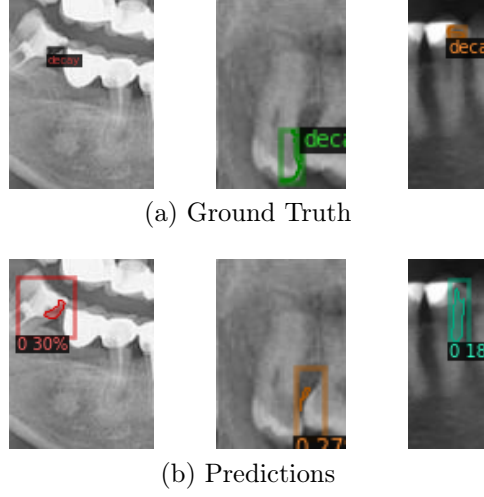 decay
deca
deca
(a) Ground Truth
0 30%
0 27
0 18
(b) Predictions